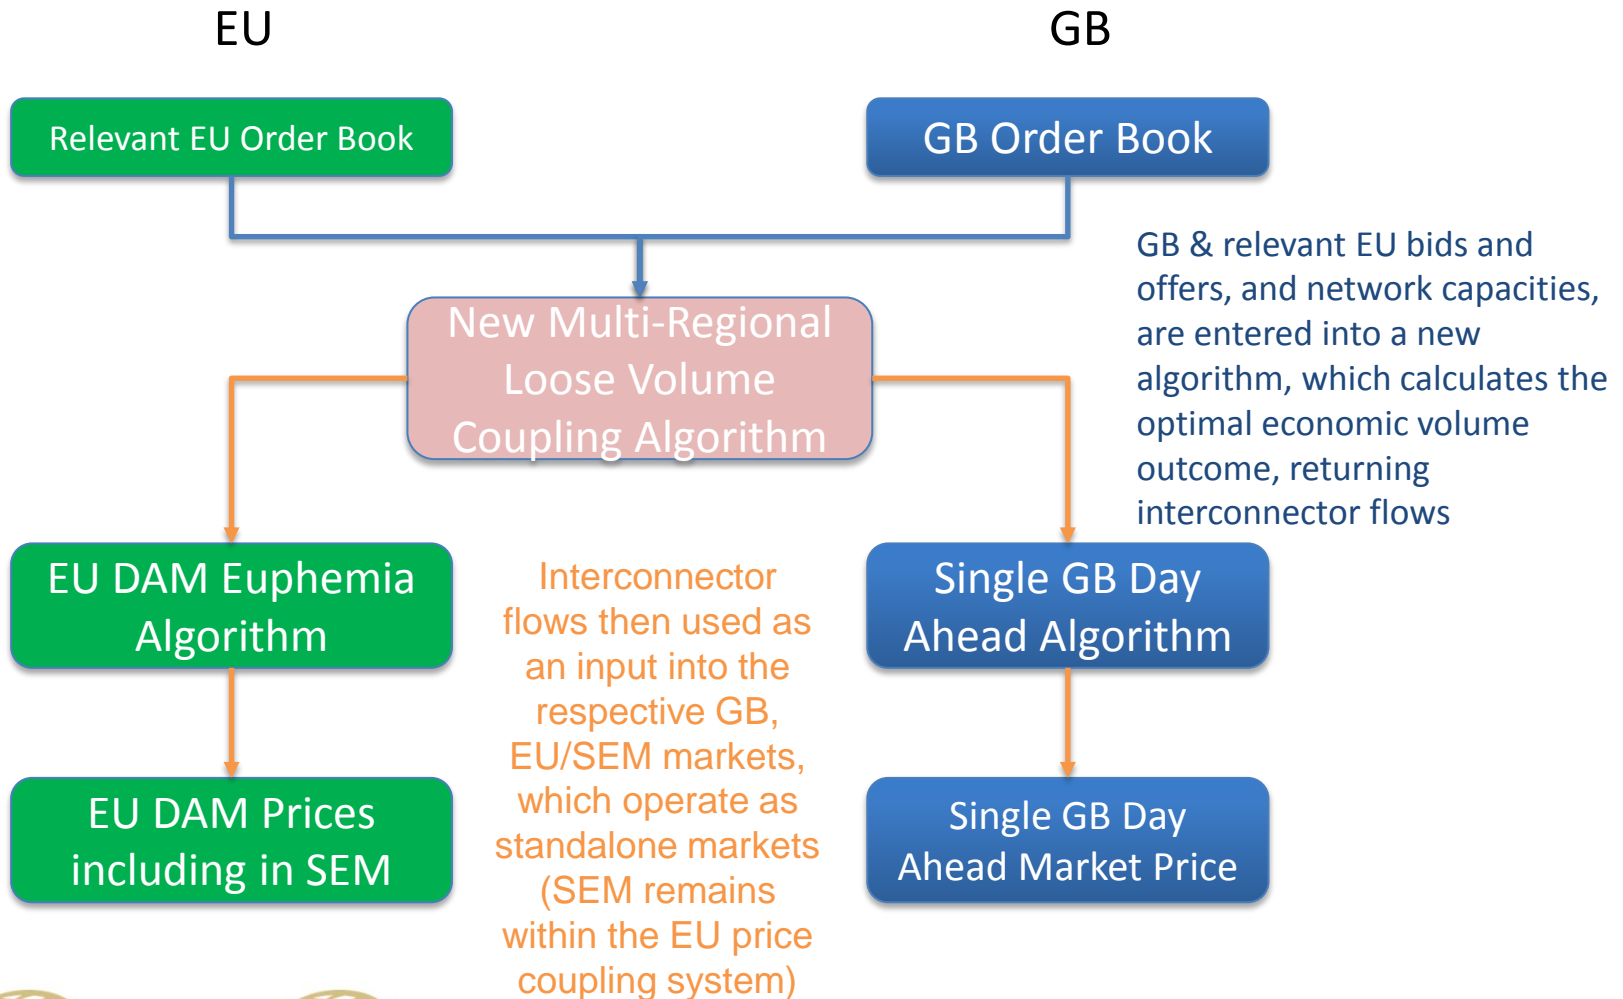 EU
GB
Relevant EU Order Book
GB Order Book
GB & relevant EU bids and
offers, and network capacities,
are entered into a new
algorithm, which calculates the
optimal economic volume
outcome, returning
interconnector flows
New Multi-Regional
Loose Volume
Coupling Algorithm
EU DAM Euphemia
Algorithm
Interconnector
flows then used as
an input into the
respective GB,
EU/SEM markets,
which operate as
standalone markets
(SEM remains
within the EU price
coupling system)
Single GB Day
Ahead Algorithm
EU DAM Prices
including in SEM
Single GB Day
Ahead Market Price